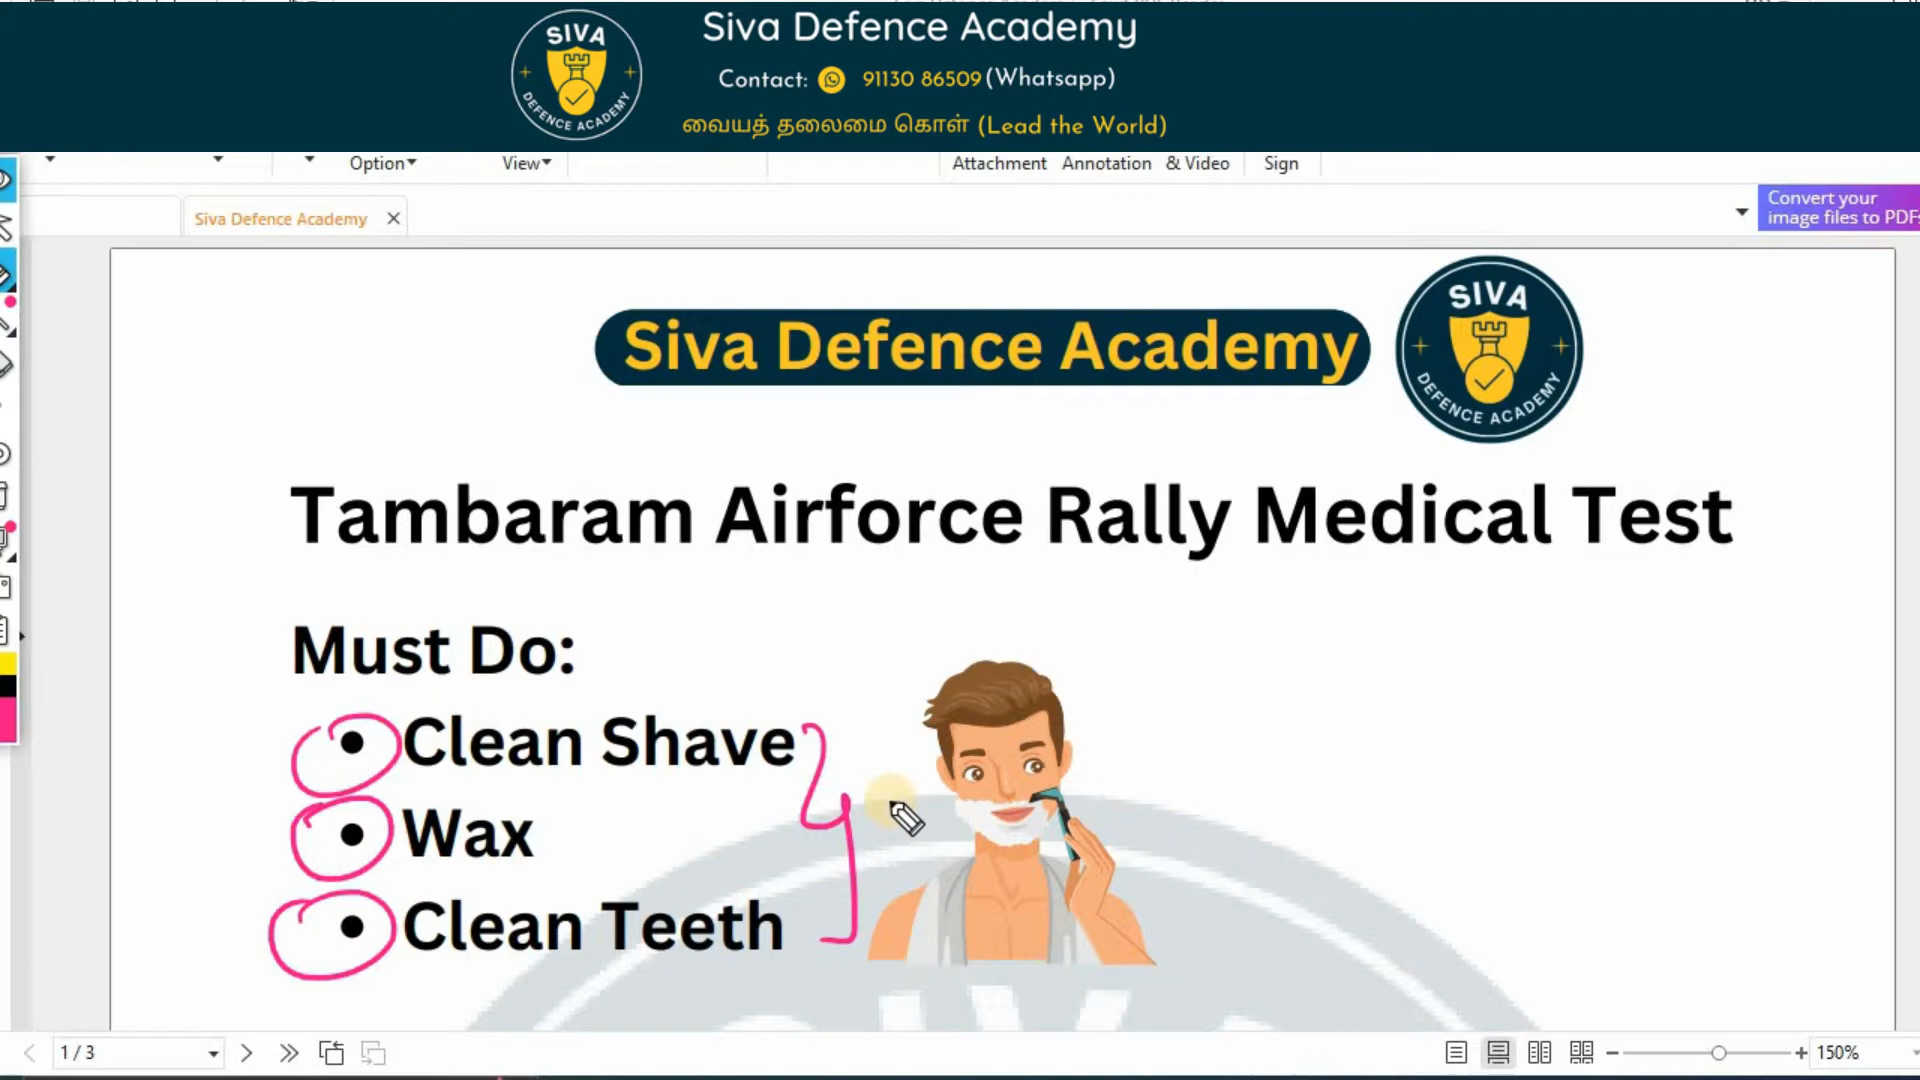 SIVA
DEFENCE ACADEMY
Siva Defence Academy
Contact: 91130 86509 (Whatsapp)
வையத் தலைமை கொள் (Lead the World)
Option
View
Attachment
Annotation
& Video
Sign
Siva Defence Academy
Convert your
image files to PDFs
Siva Defence Academy
SIVA
DEFENCE ACADEMY
Tambaram Airforce Rally Medical Test
Must Do:
• Clean Shave
• Wax
• Clean Teeth
1 / 3
150%